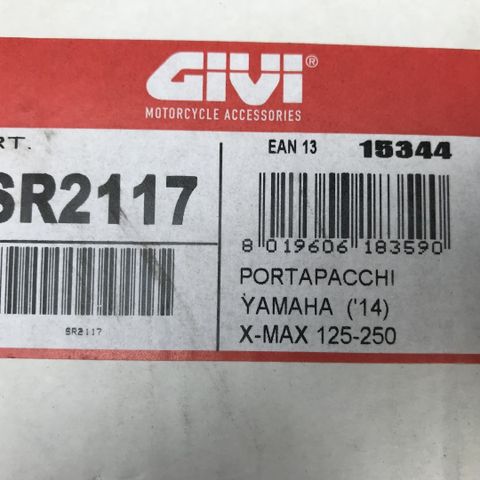 GIVI®
MOTORCYCLE ACCESSORIES
RT.
SR2117
SR2117
EAN 13 15344
8 019606 183590
PORTAPACCHI
YAMAHA ('14)
X-MAX 125-250